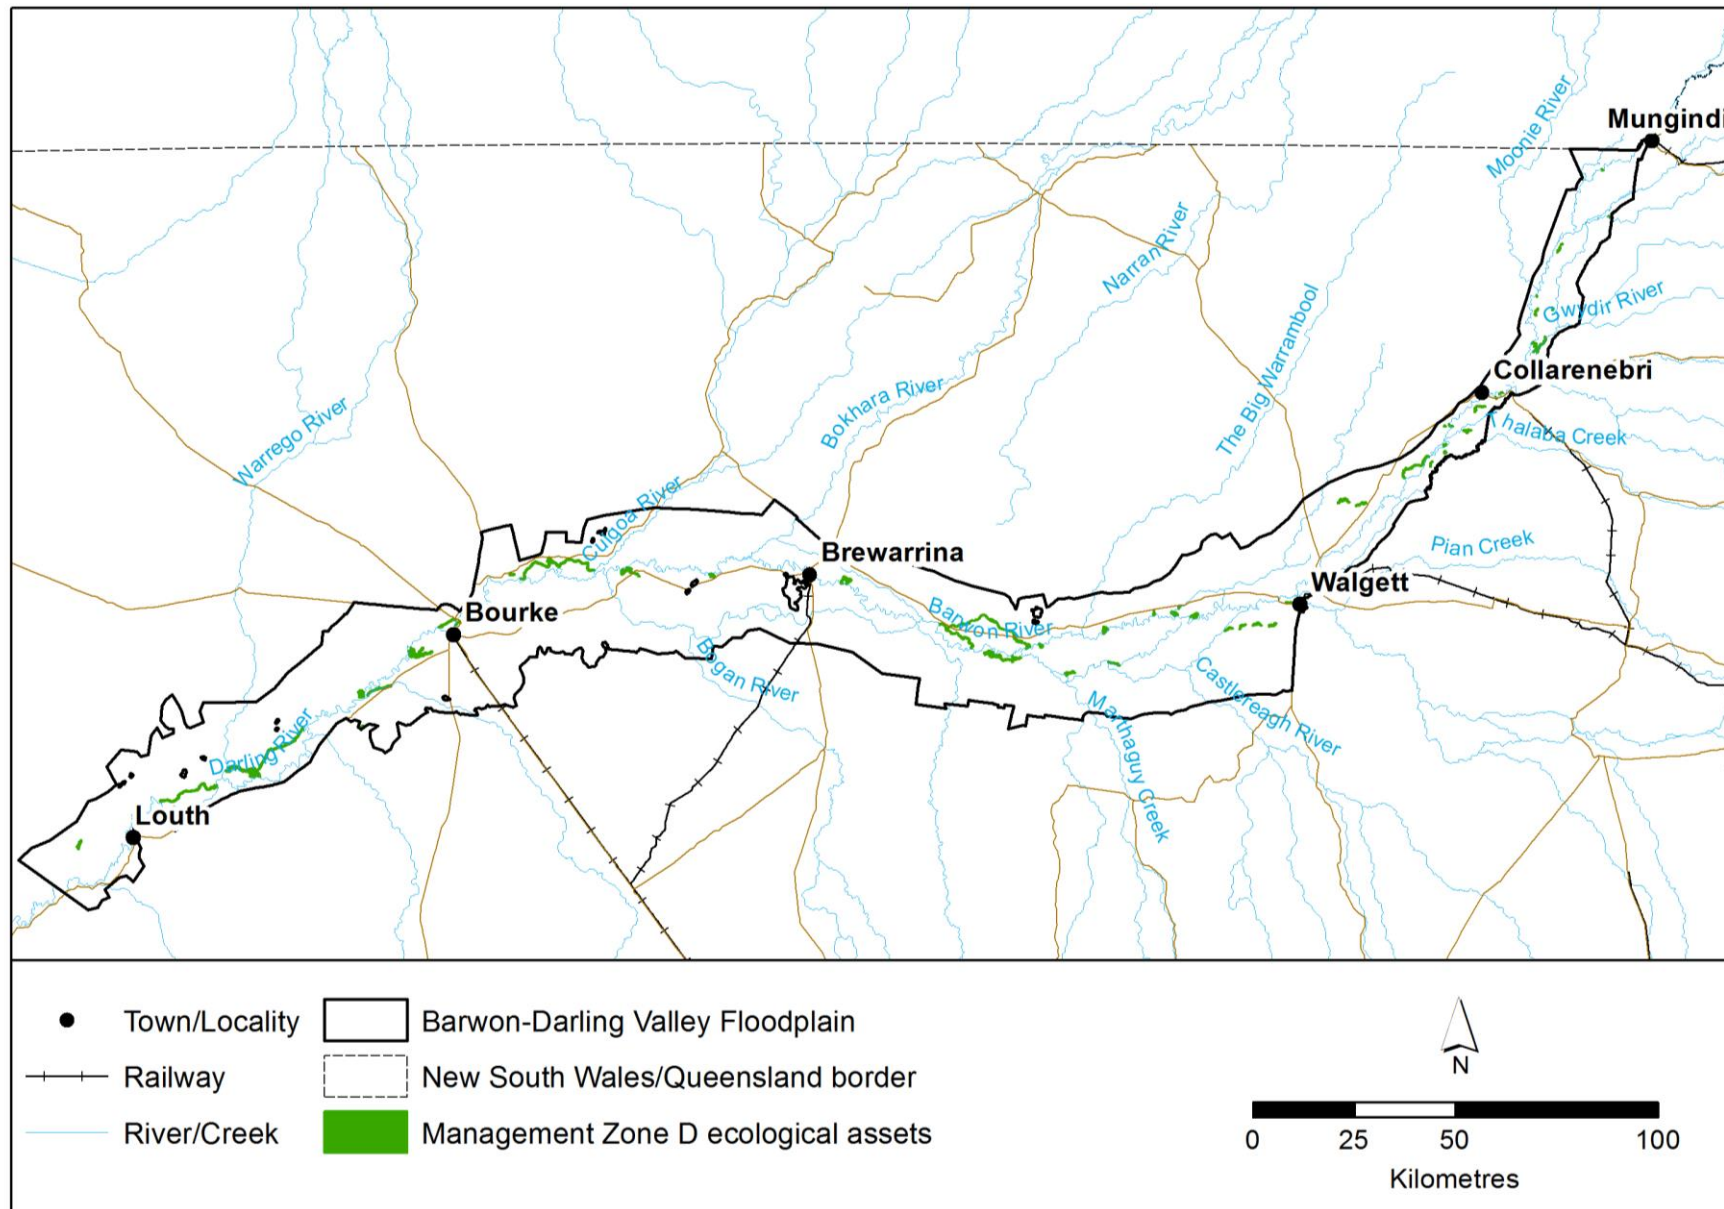 Mungindi
Moonie River
Narran River
Gwydir River
The Big Warrambool
Collarenebri
Bokhara River
Warrego River
Thalaba Creek
Culgoa River
Pian Creek
Brewarrina
Walgett
Bourke
Barwon River
Bogan River
Castlereagh River
Marthaguy Creek
Darling River
Louth
Town/Locality
Barwon-Darling Valley Floodplain
Railway
New South Wales/Queensland border
River/Creek
Management Zone D ecological assets
N
0 25 50 100
Kilometres